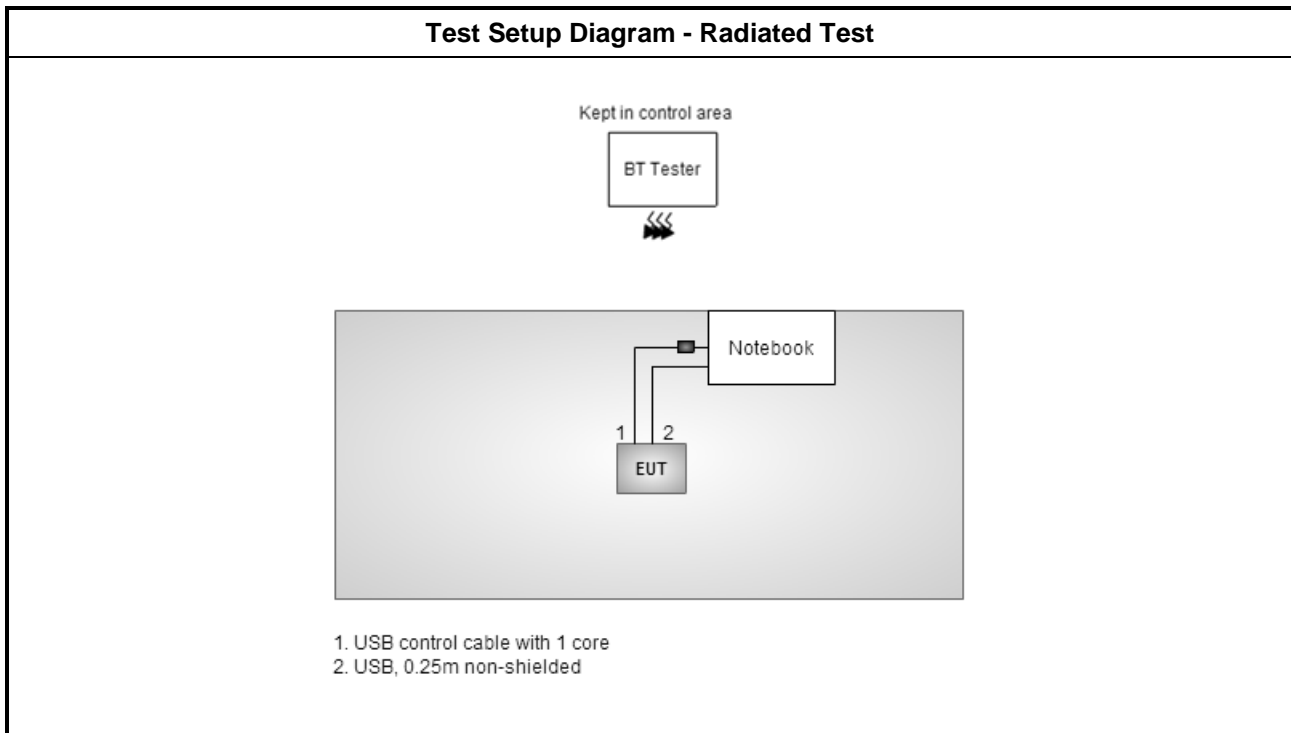 Test Setup Diagram - Radiated Test
Kept in control area
BT Tester
Notebook
1 2
EUT
1. USB control cable with 1 core
2. USB, 0.25m non-shielded